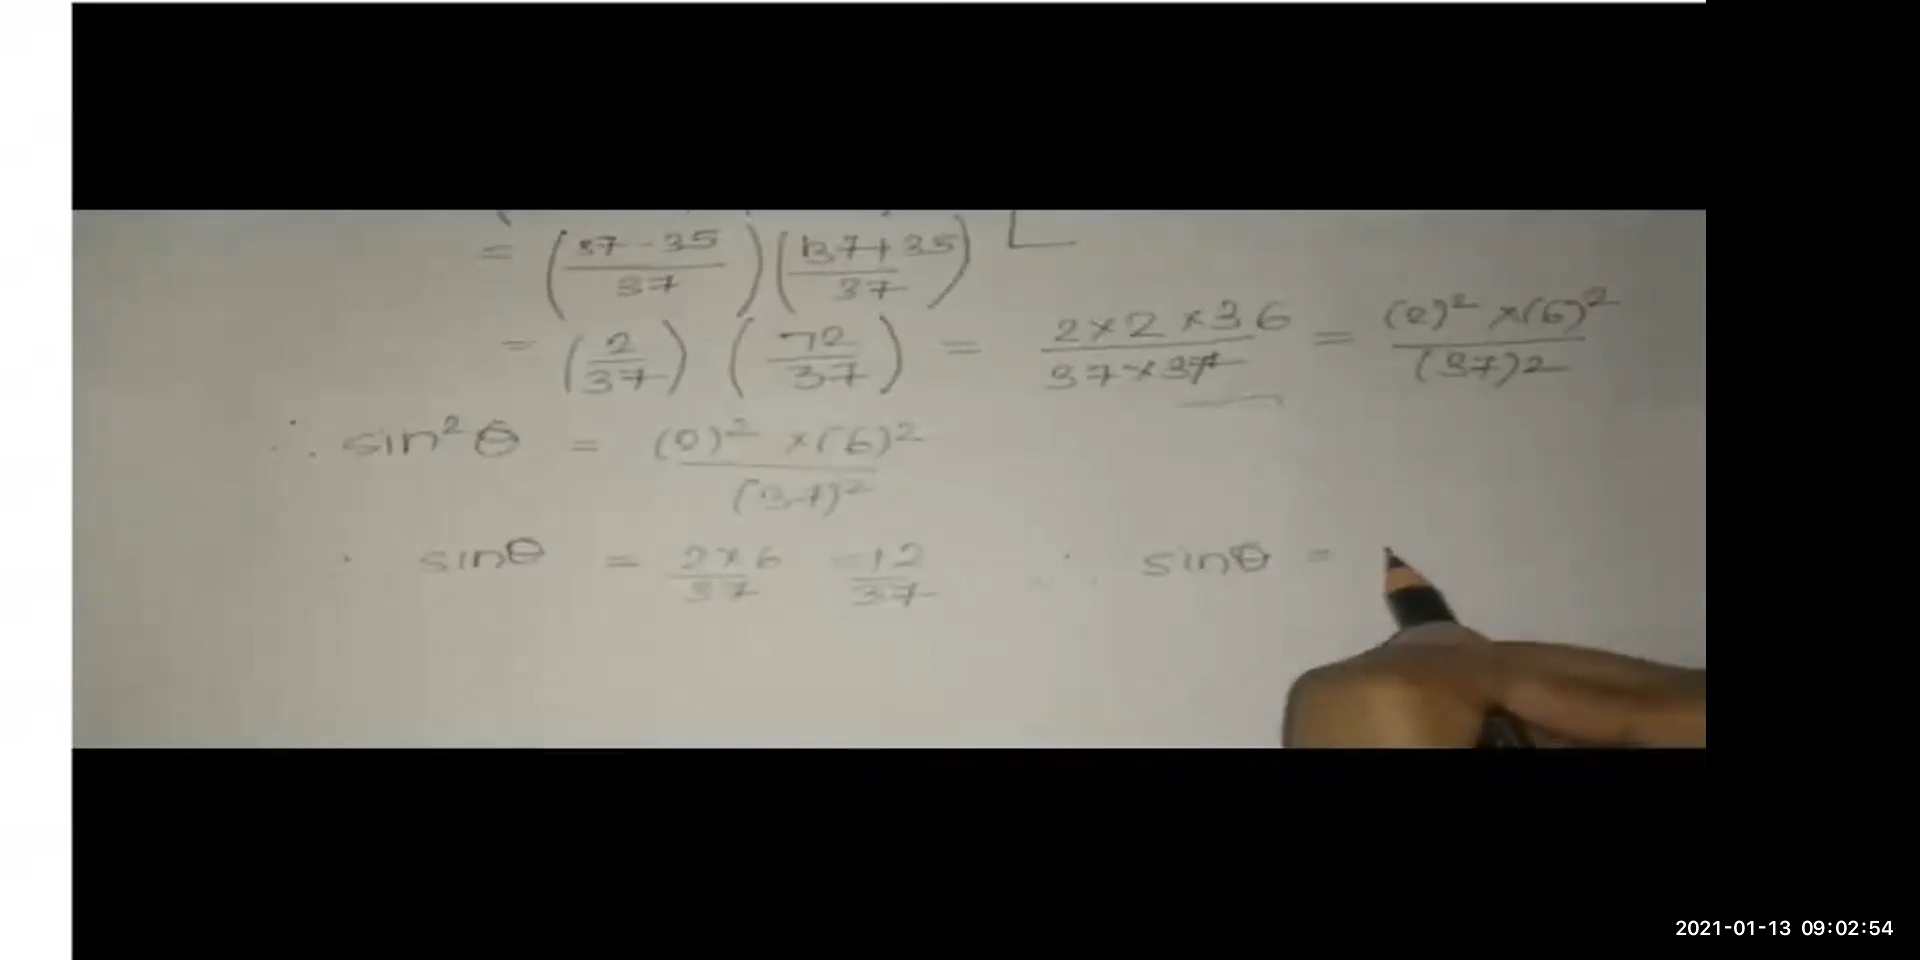 = (37-35/37)(37+35/37)
= (2/37) (72/37) = 2×2×36/37×37 = (2)² ×(6)²/(37)2
∴ sin²θ = (2)² ×(6)²/(37)²
∴ sinθ = 2×6/37 = 12/37 ∴ sinθ =
2021-01-13 09:02:54